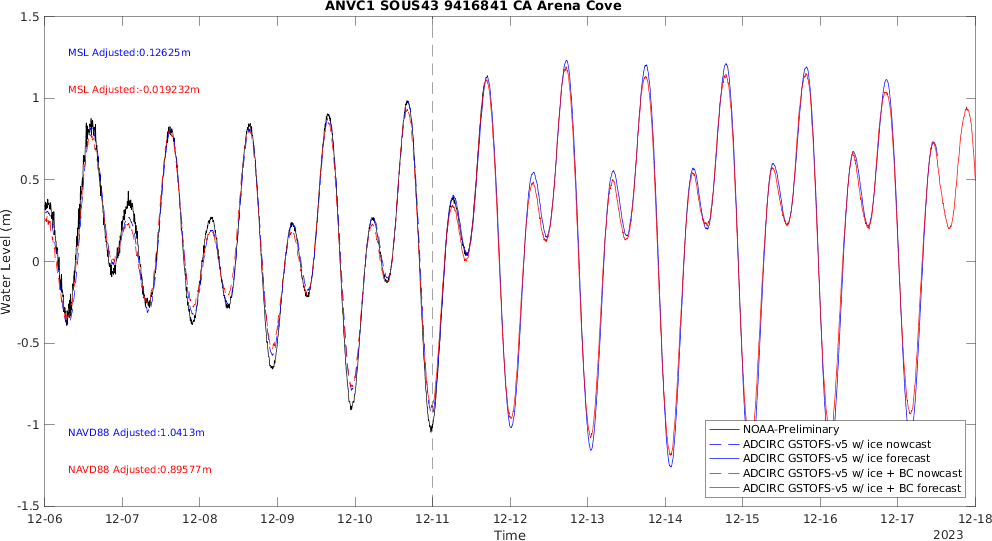 ANVC1 SOUS43 9416841 CA Arena Cove
MSL Adjusted:0.12625m
MSL Adjusted:-0.019232m
NAVD88 Adjusted:1.0413m
NAVD88 Adjusted:0.89577m
Water Level (m)
1.5
1
0.5
0
-0.5
-1
-1.5
NOAA-Preliminary
ADCIRC GSTOFS-v5 w/ ice nowcast
ADCIRC GSTOFS-v5 w/ ice forecast
ADCIRC GSTOFS-v5 w/ ice + BC nowcast
ADCIRC GSTOFS-v5 w/ ice + BC forecast
12-06 12-07 12-08 12-09 12-10 12-11 12-12 12-13 12-14 12-15 12-16 12-17 12-18
Time
2023